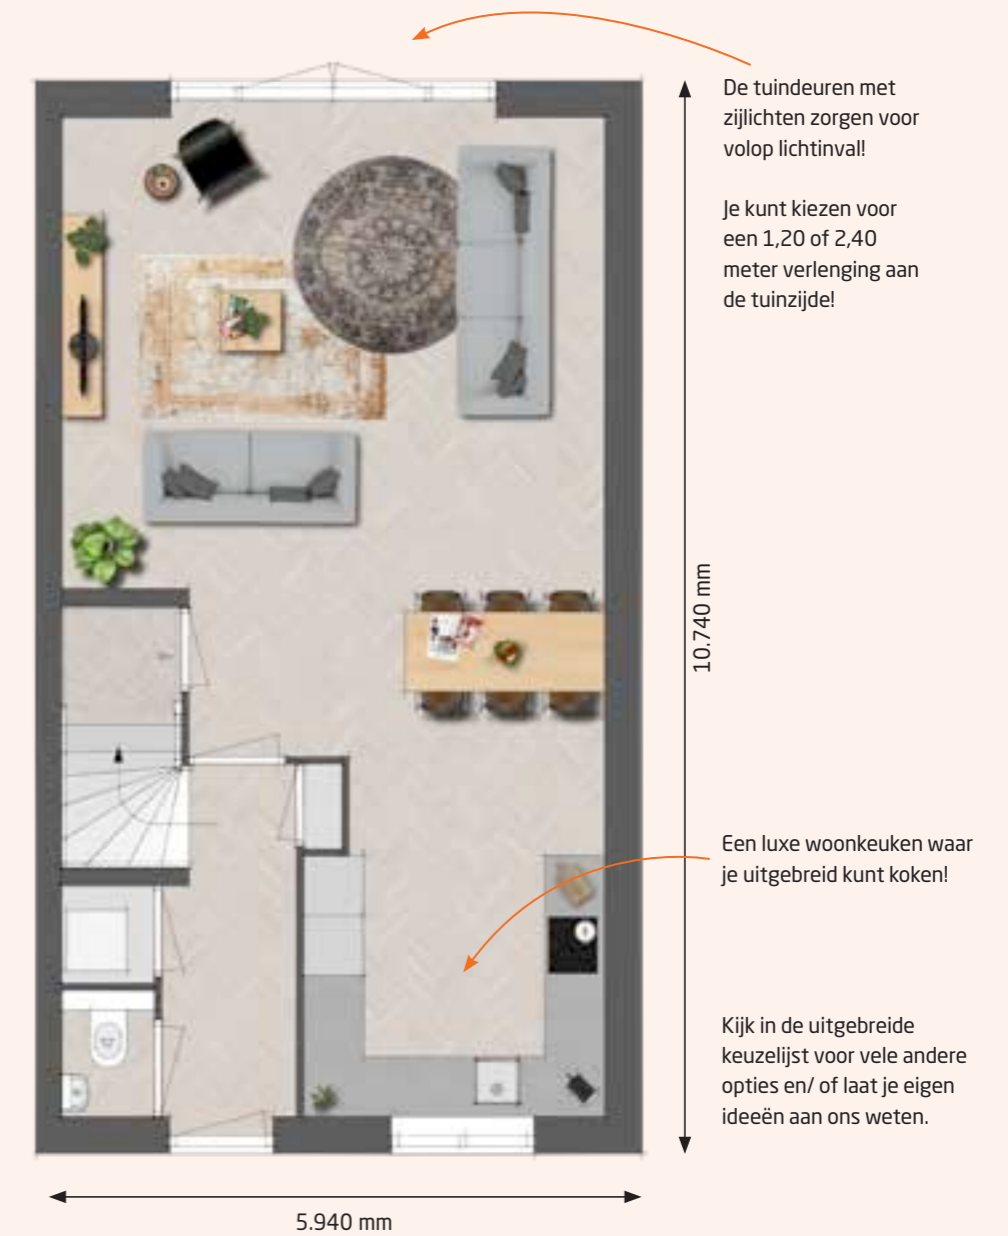 De tuindeuren met
zijlichten zorgen voor
volop lichtinval!
Je kunt kiezen voor
een 1,20 of 2,40
meter verlenging aan
de tuinzijde!
10.740 mm
Een luxe woonkeuken waar
je uitgebreid kunt koken!
Kijk in de uitgebreide
keuzelijst voor vele andere
opties en/ of laat je eigen
ideeën aan ons weten.
5.940 mm